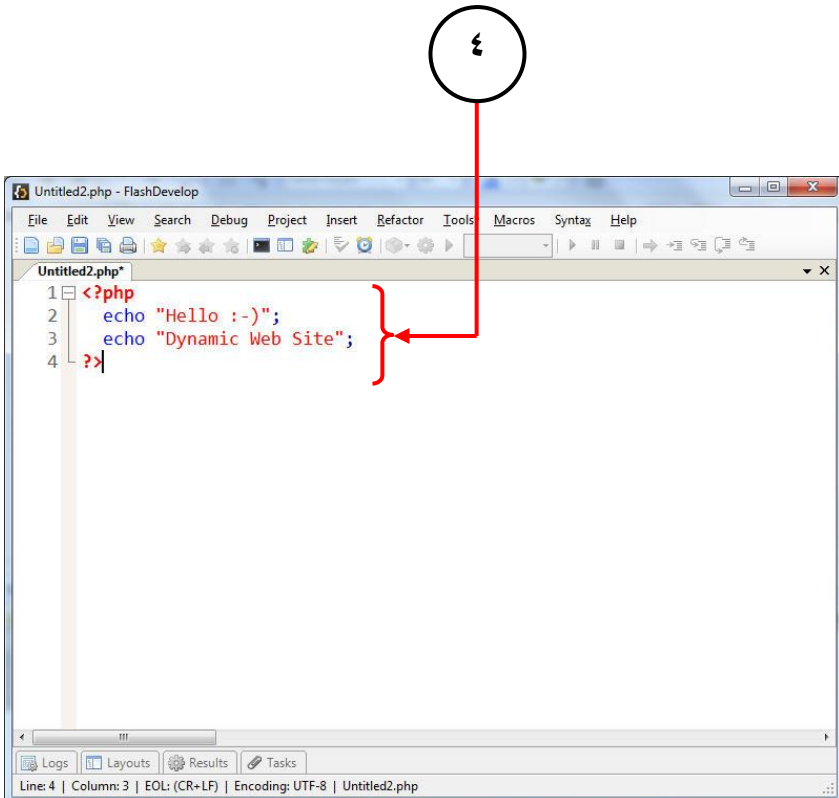 ٤
Untitled2.php - FlashDevelop
File Edit View Search Debug Project Insert Refactor Tools Macros Syntax Help
Untitled2.php*
1 <?php
2 echo "Hello :-)";
3 echo "Dynamic Web Site";
4 ?>
Logs Layouts Results Tasks
Line: 4 | Column: 3 | EOL: (CR+LF) | Encoding: UTF-8 | Untitled2.php